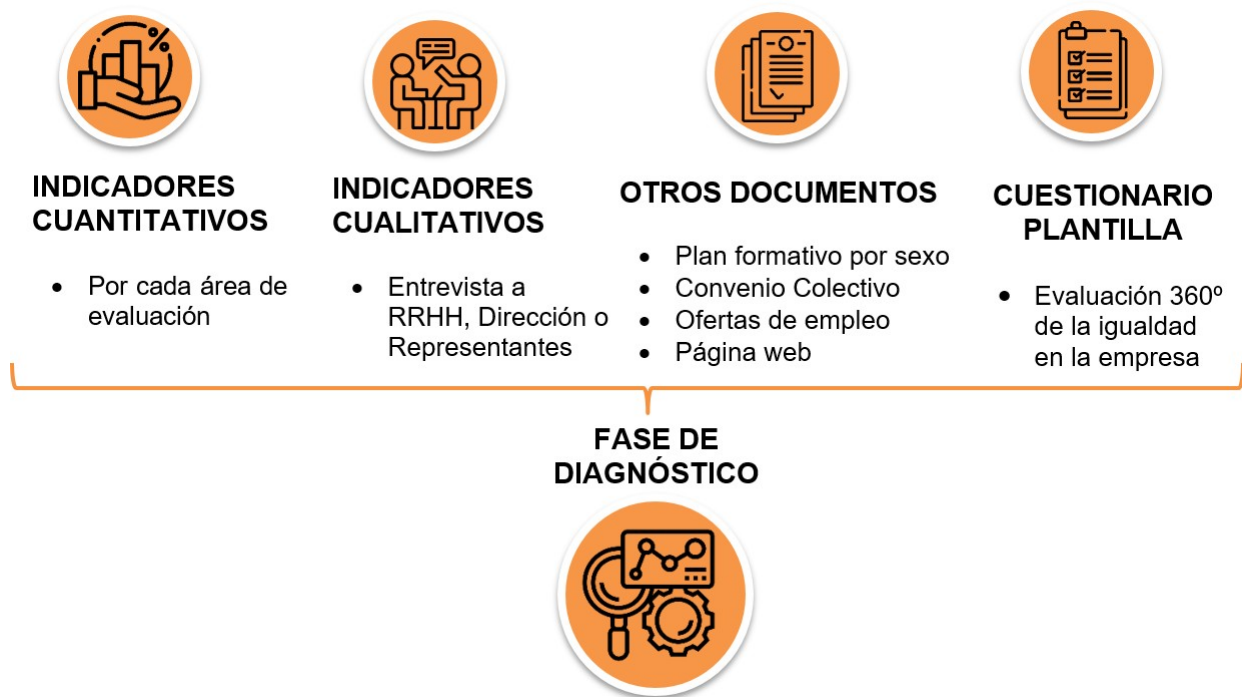 %
INDICADORES
CUANTITATIVOS
• Por cada área de
evaluación
INDICADORES
CUALITATIVOS
• Entrevista a
RRHH, Dirección o
Representantes
OTROS DOCUMENTOS
• Plan formativo por sexo
• Convenio Colectivo
• Ofertas de empleo
• Página web
CUESTIONARIO
PLANTILLA
• Evaluación 360º
de la igualdad
en la empresa
FASE DE
DIAGNÓSTICO